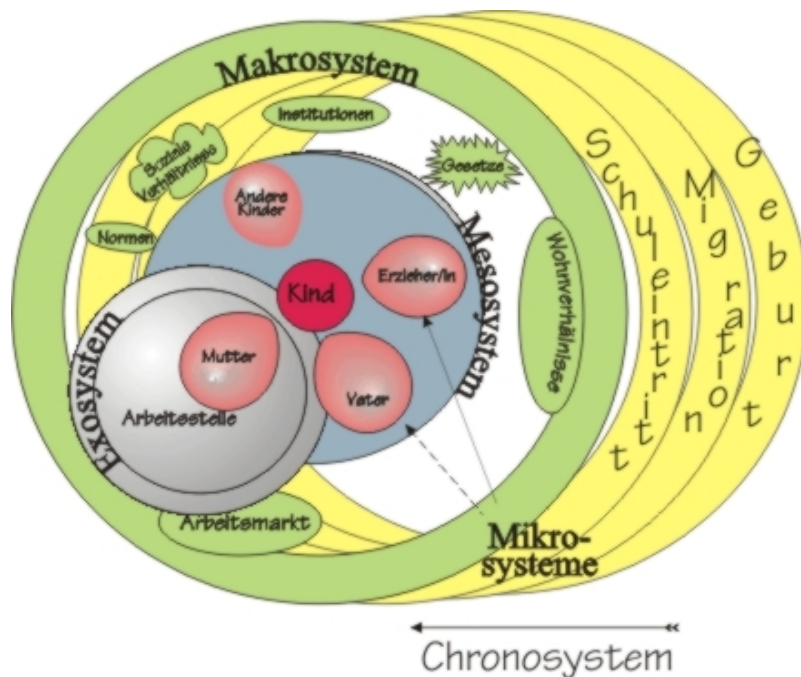 Makrosystem
Institutionen
Soziale
Verhältnisse
Gesetze
Normen
Andere
Kinder
Mesosystem
Wohnverhälnisse
Schuleintritt
Migration
Geburt
Kind
Erzieher/in
Exosystem
Mutter
Vater
Arbeitsstelle
Arbeitsmarkt
Mikro-
systeme
Chronosystem